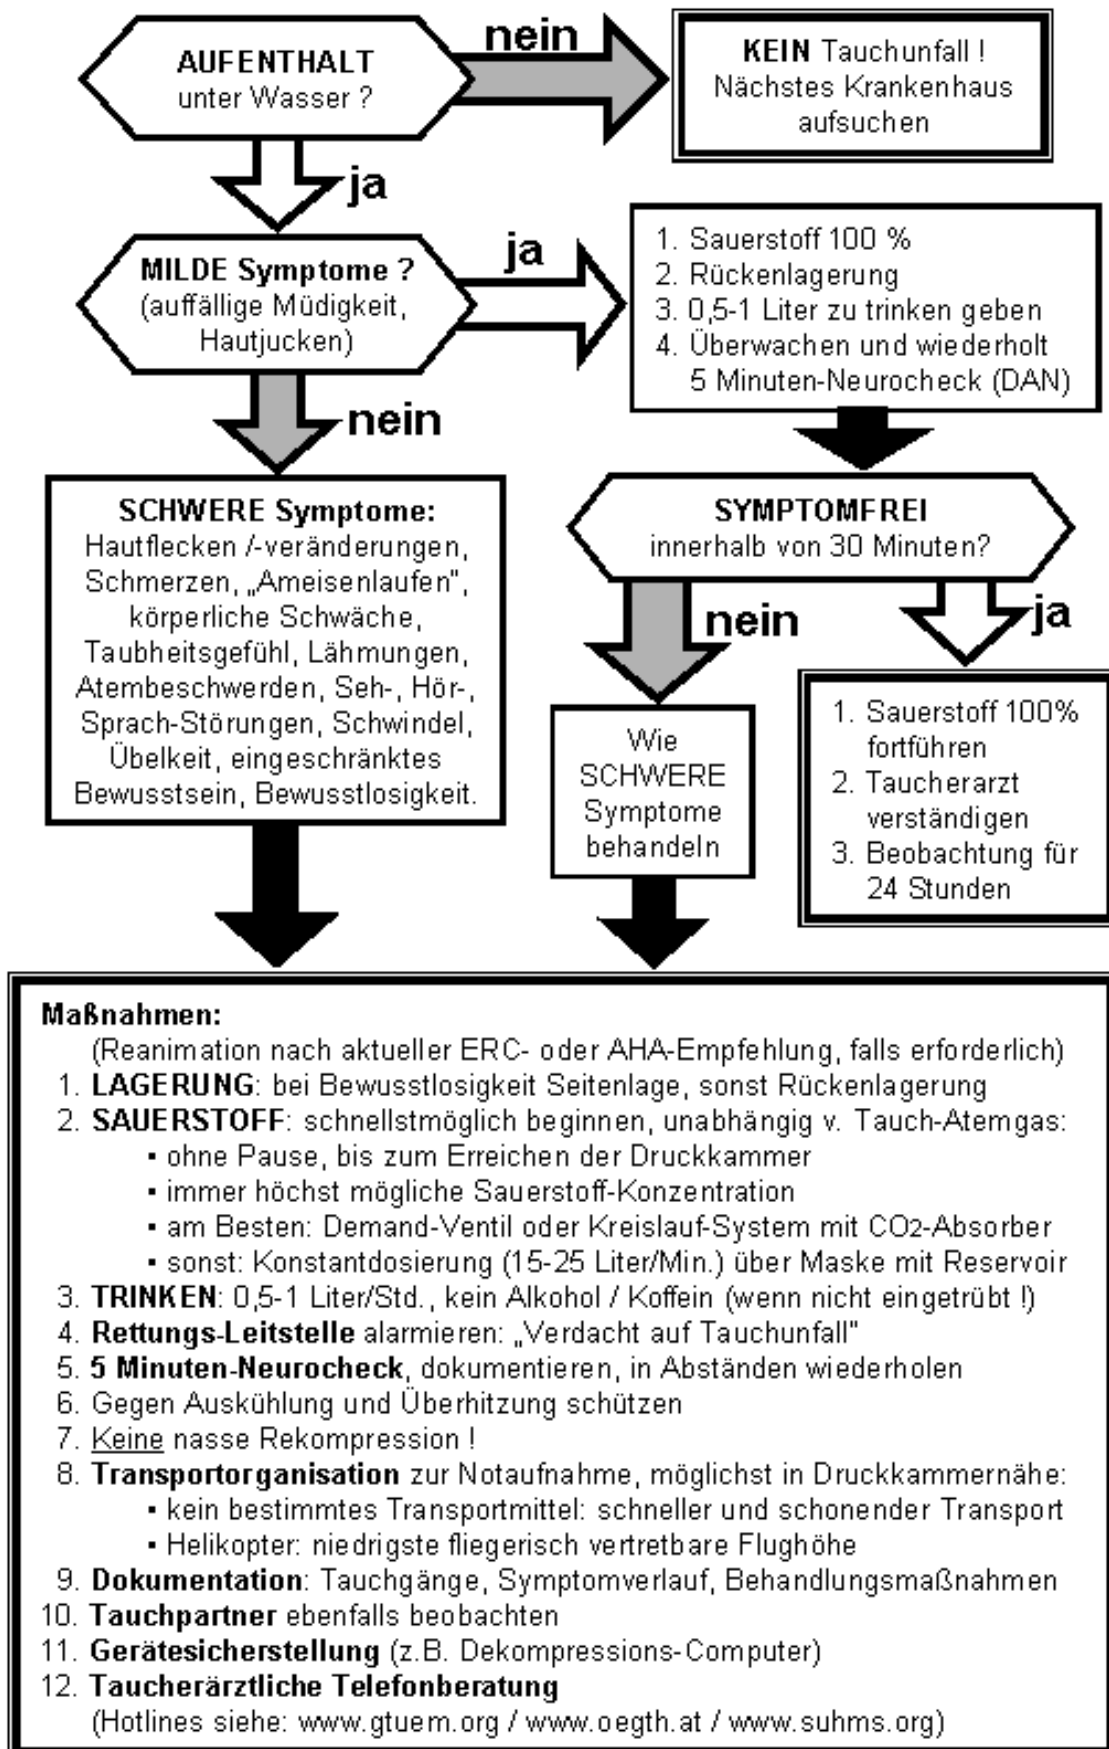 AUFENTHALT
unter Wasser ?
nein
KEIN Tauchunfall !
Nächstes Krankenhaus
aufsuchen
ja
MILDE Symptome ?
(auffällige Müdigkeit,
Hautjucken)
ja
1. Sauerstoff 100 %
2. Rückenlagerung
3. 0,5-1 Liter zu trinken geben
4. Überwachen und wiederholt
5 Minuten-Neurocheck (DAN)
nein
SCHWERE Symptome:
Hautflecken /-veränderungen,
Schmerzen, „Ameisenlaufen",
körperliche Schwäche,
Taubheitsgefühl, Lähmungen,
Atembeschwerden, Seh-, Hör-,
Sprach-Störungen, Schwindel,
Übelkeit, eingeschränktes
Bewusstsein, Bewusstlosigkeit.
SYMPTOMFREI
innerhalb von 30 Minuten?
nein
ja
Wie
SCHWERE
Symptome
behandeln
1. Sauerstoff 100%
fortführen
2. Taucherarzt
verständigen
3. Beobachtung für
24 Stunden
Maßnahmen:
(Reanimation nach aktueller ERC- oder AHA-Empfehlung, falls erforderlich)
1. LAGERUNG: bei Bewusstlosigkeit Seitenlage, sonst Rückenlagerung
2. SAUERSTOFF: schnellstmöglich beginnen, unabhängig v. Tauch-Atemgas:
▪ ohne Pause, bis zum Erreichen der Druckkammer
▪ immer höchst mögliche Sauerstoff-Konzentration
▪ am Besten: Demand-Ventil oder Kreislauf-System mit CO2-Absorber
▪ sonst: Konstantdosierung (15-25 Liter/Min.) über Maske mit Reservoir
3. TRINKEN: 0,5-1 Liter/Std., kein Alkohol / Koffein (wenn nicht eingetrübt !)
4. Rettungs-Leitstelle alarmieren: „Verdacht auf Tauchunfall"
5. 5 Minuten-Neurocheck, dokumentieren, in Abständen wiederholen
6. Gegen Auskühlung und Überhitzung schützen
7. Keine nasse Rekompression !
8. Transportorganisation zur Notaufnahme, möglichst in Druckkammernähe:
▪ kein bestimmtes Transportmittel: schneller und schonender Transport
▪ Helikopter: niedrigste fliegerisch vertretbare Flughöhe
9. Dokumentation: Tauchgänge, Symptomverlauf, Behandlungsmaßnahmen
10. Tauchpartner ebenfalls beobachten
11. Gerätesicherstellung (z.B. Dekompressions-Computer)
12. Taucherärztliche Telefonberatung
(Hotlines siehe: www.gtuem.org / www.oegth.at / www.suhms.org)